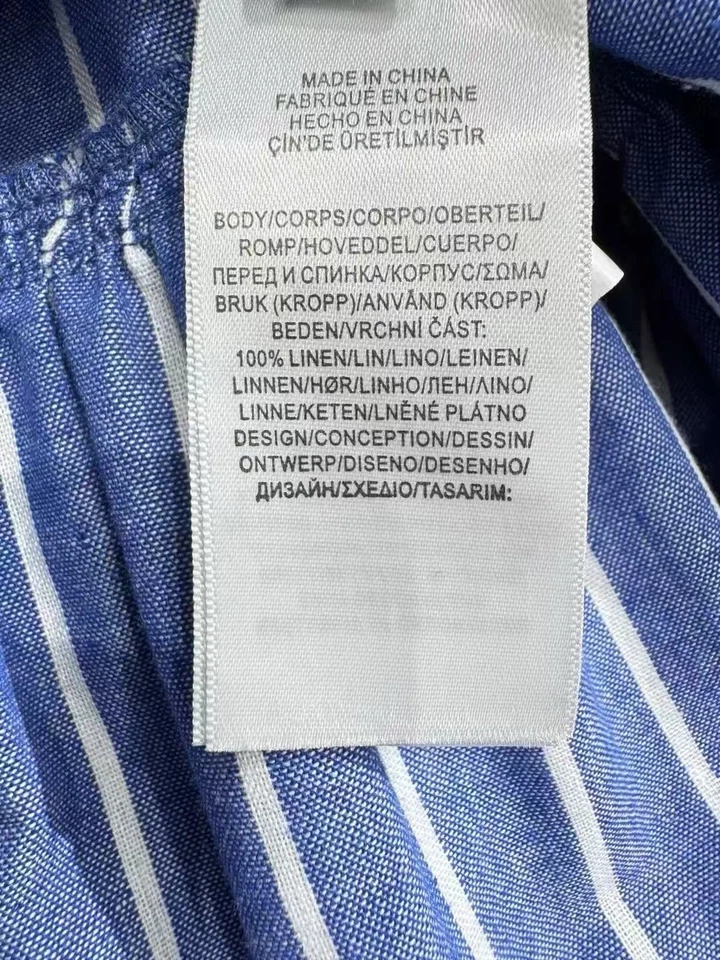 MADE IN CHINA
FABRIQUÉ EN CHINE
HECHO EN CHINA
ÇİN'DE ÜRETİLMİŞTİR
BODY/CORPS/CORPO/OBERTEIL/
ROMP/HOVEDDEL/CUERPO/
ПЕРЕД И СПИНКА/КОРПУС/ΣΩΜΑ/
BRUK (KROPP)/ANVÄND (KROPP)/
BEDEN/VRCHNÍ ČÁST:
100% LINEN/LIN/LINO/LEINEN/
LINNEN/HØR/LINHO/ЛЕН/ΛΙΝΟ/
LINNE/KETEN/LNĚNÉ PLÁTNO
DESIGN/CONCEPTION/DESSIN/
ONTWERP/DISENO/DESENHO/
ДИЗАЙН/ΣΧΕΔΙΟ/TASARIM: